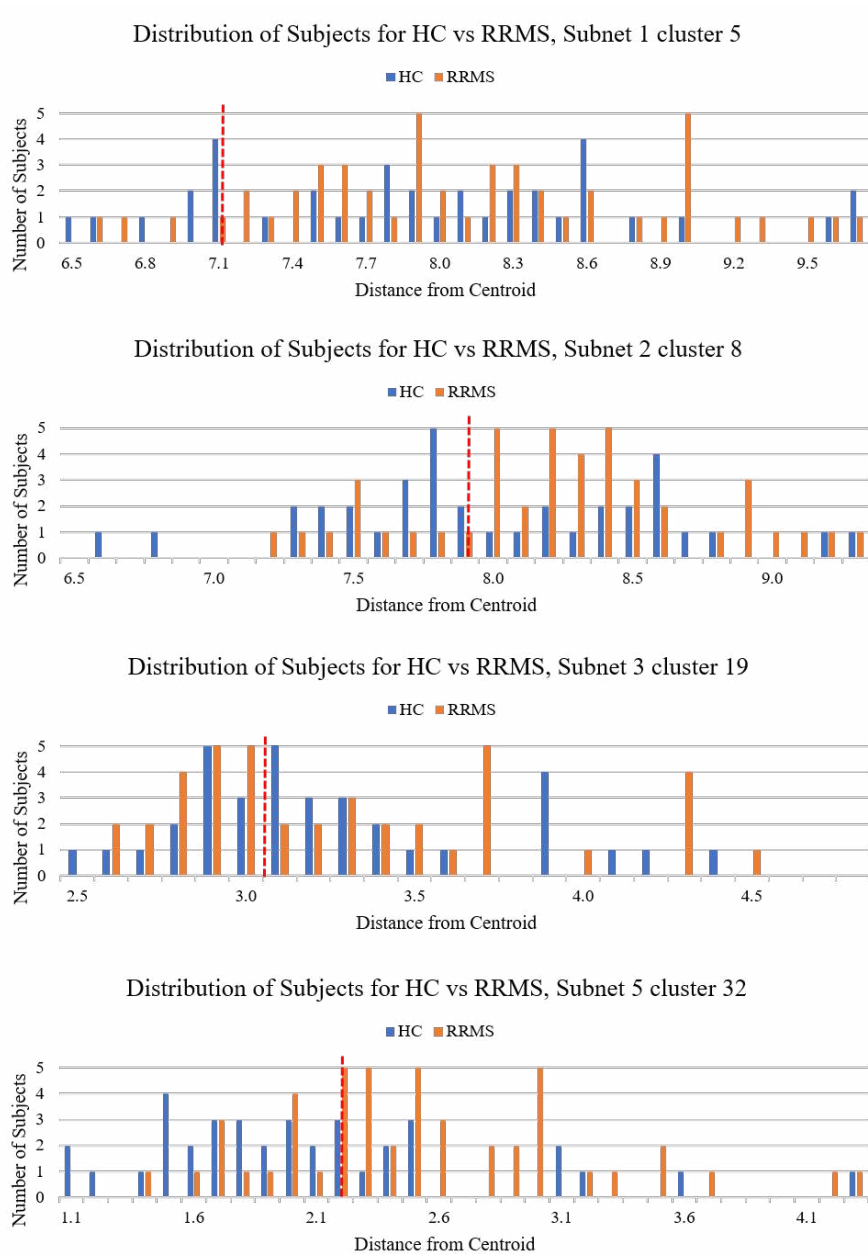 Distribution of Subjects for HC vs RRMS, Subnet 1 cluster 5
HC RRMS
Number of Subjects
5
4
3
2
1
0
6.5 6.8 7.1 7.4 7.7 8.0 8.3 8.6 8.9 9.2 9.5
Distance from Centroid
Distribution of Subjects for HC vs RRMS, Subnet 2 cluster 8
HC RRMS
Number of Subjects
5
4
3
2
1
0
6.5 7.0 7.5 8.0 8.5 9.0
Distance from Centroid
Distribution of Subjects for HC vs RRMS, Subnet 3 cluster 19
HC RRMS
Number of Subjects
5
4
3
2
1
0
2.5 3.0 3.5 4.0 4.5
Distance from Centroid
Distribution of Subjects for HC vs RRMS, Subnet 5 cluster 32
HC RRMS
Number of Subjects
5
4
3
2
1
0
1.1 1.6 2.1 2.6 3.1 3.6 4.1
Distance from Centroid